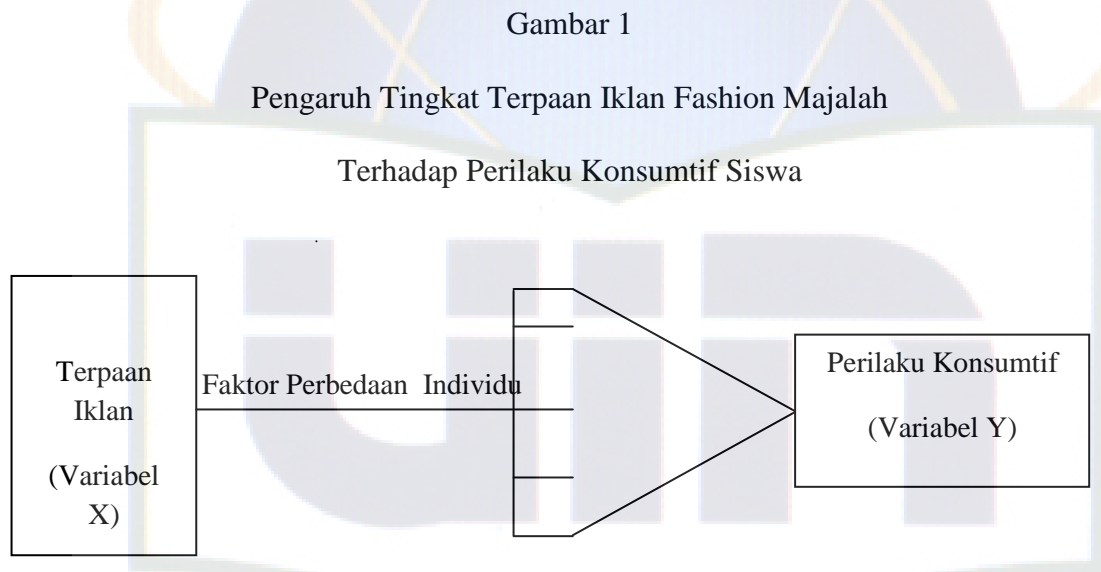 Gambar 1
Pengaruh Tingkat Terpaan Iklan Fashion Majalah
Terhadap Perilaku Konsumtif Siswa
Terpaan
Iklan
(Variabel
X)
Faktor Perbedaan Individu
Perilaku Konsumtif
(Variabel Y)
uin